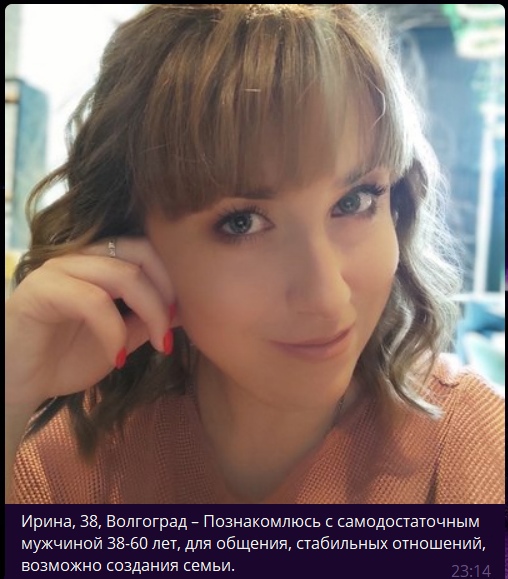 Ирина, 38, Волгоград – Познакомлюсь с самодостаточным
мужчиной 38-60 лет, для общения, стабильных отношений,
возможно создания семьи.
23:14